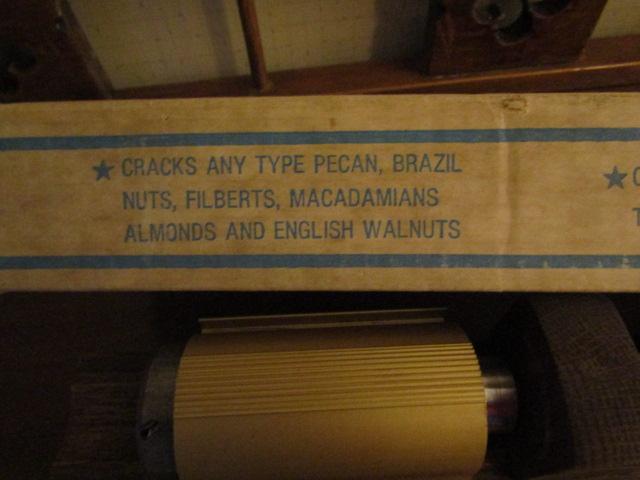 ★ CRACKS ANY TYPE PECAN, BRAZIL
NUTS, FILBERTS, MACADAMIANS
ALMONDS AND ENGLISH WALNUTS
★